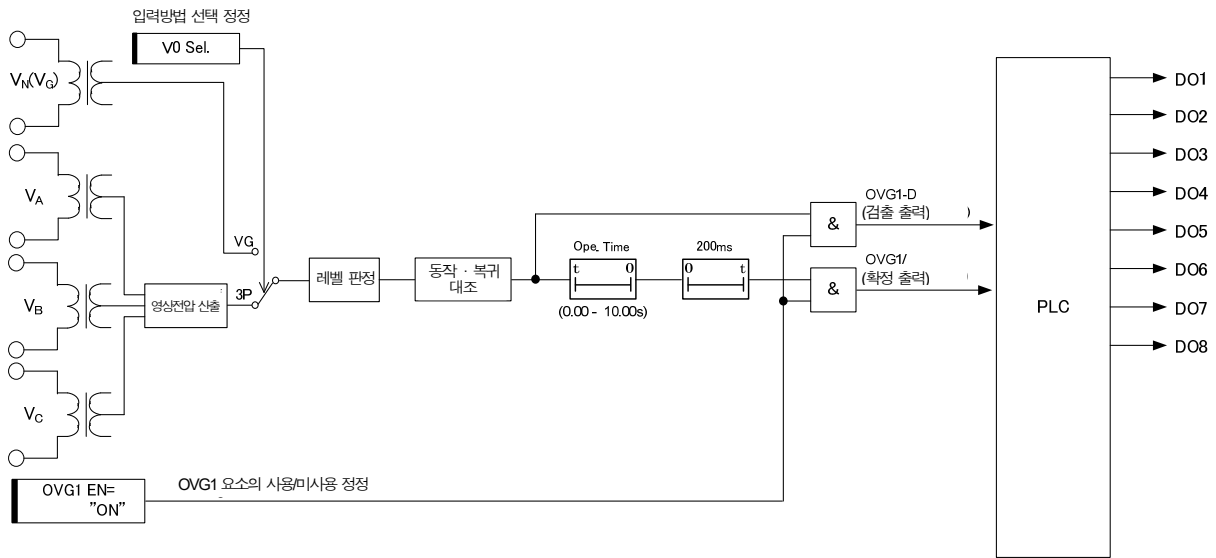 입력방법 선택 정정
V0 Sel.
VN(VG)
VA
VB
VC
VG
3P
영상전압 산출
레벨 판정
동작 · 복귀
대조
Ope. Time
t 0
(0.00 - 10.00s)
200ms
0 t
&
&
OVG1-D
(검출 출력) )
OVG1/
(확정 출력)
PLC
DO1
DO2
DO3
DO4
DO5
DO6
DO7
DO8
OVG1 EN=
"ON"
OVG1 요소의 사용/미사용 정정